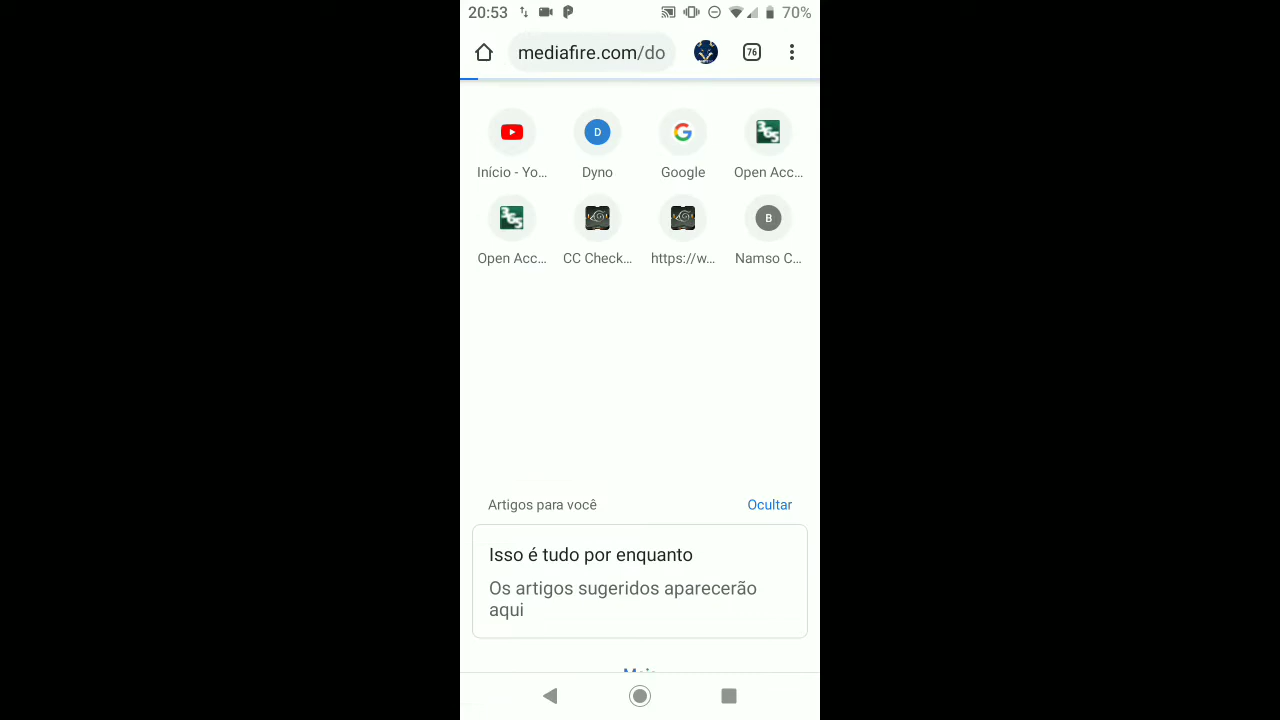 20:53 70%
mediafire.com/do 76
D
Início - Yo... Dyno Google Open Acc...
B
Open Acc... CC Check... https://w... Namso C...
Artigos para você Ocultar
Isso é tudo por enquanto
Os artigos sugeridos aparecerão
aqui